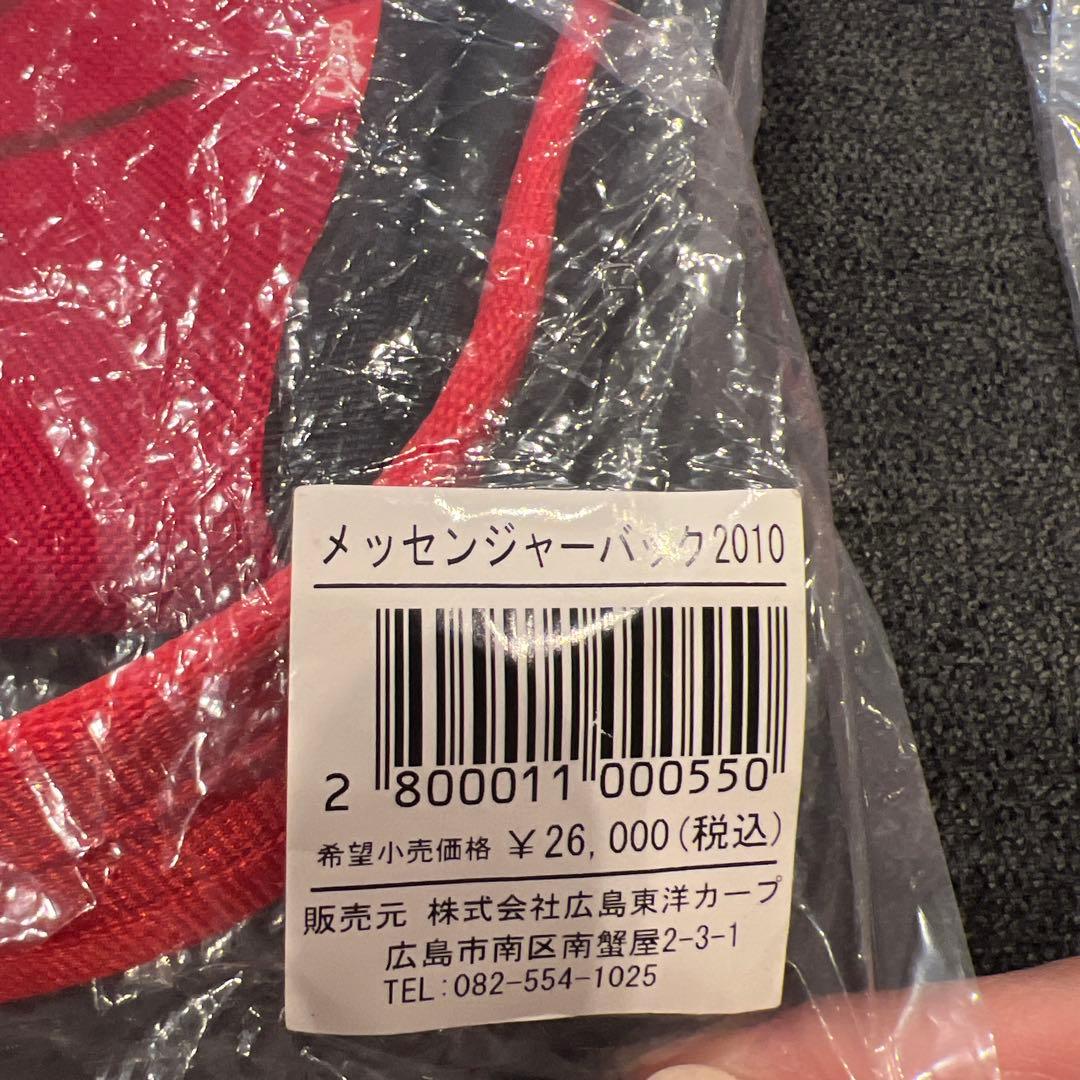 メッセンジャーバック2010
2 800011 000550
希望小売価格 ￥26,000(税込)
販売元 株式会社広島東洋カープ
広島市南区南蟹屋2-3-1
TEL:082-554-1025